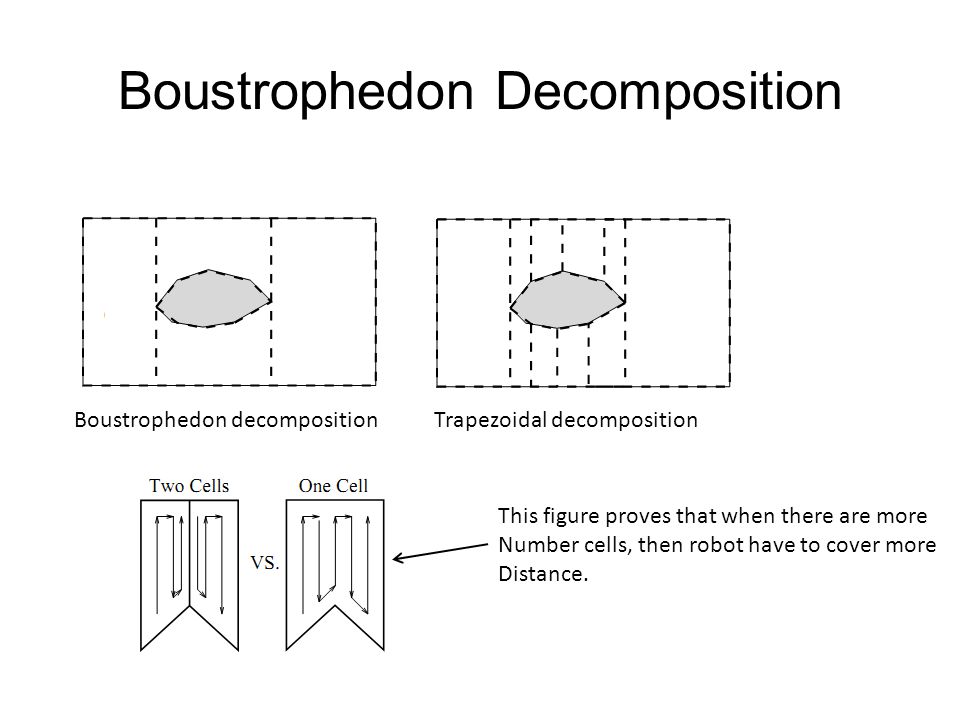 Boustrophedon Decomposition
Boustrophedon decomposition
Trapezoidal decomposition
Two Cells
One Cell
VS.
This figure proves that when there are more
Number cells, then robot have to cover more
Distance.